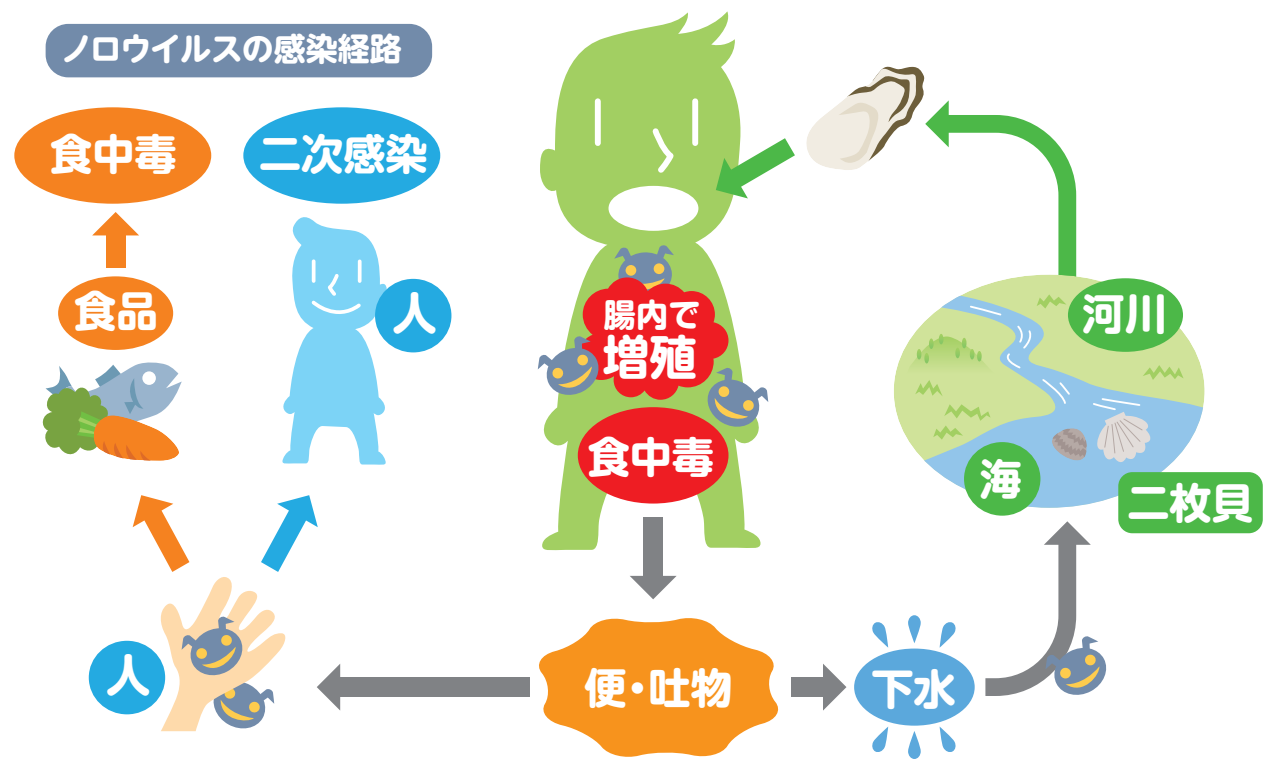 ノロウイルスの感染経路
食中毒
二次感染
食品
人
人
腸内で
増殖
食中毒
便・吐物
下水
河川
海
二枚貝